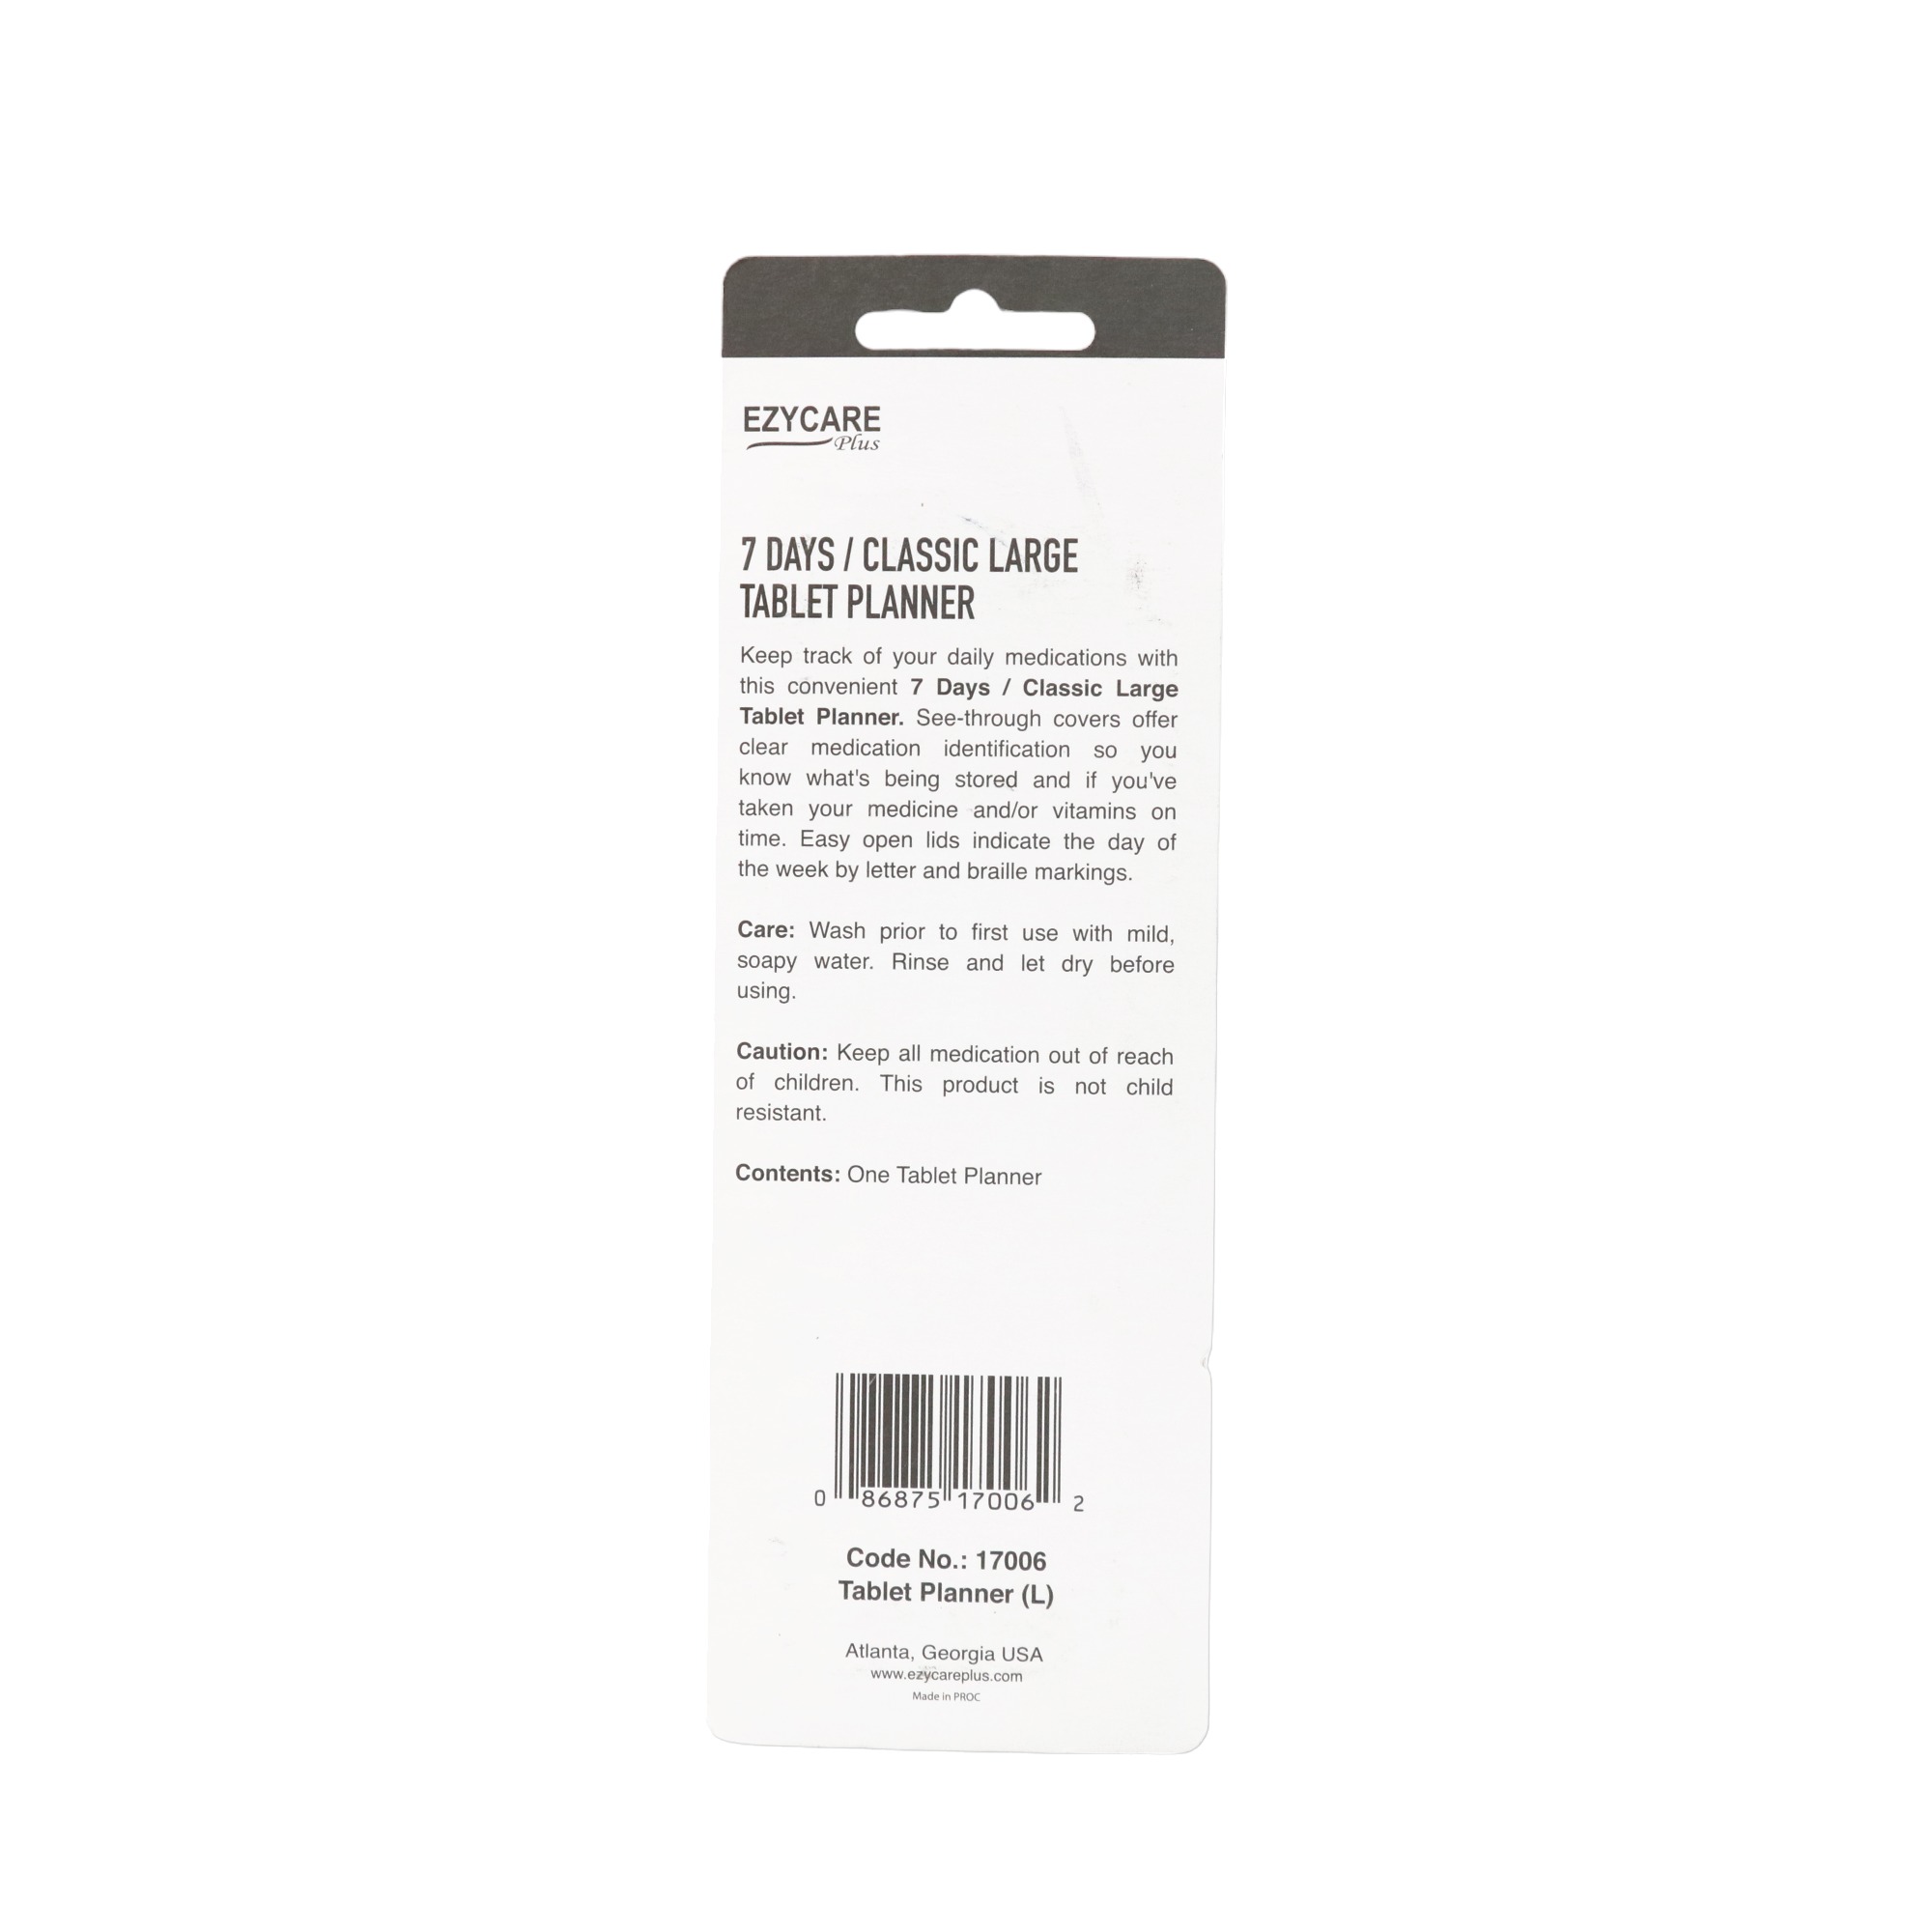 EZYCARE
Plus
7 DAYS / CLASSIC LARGE
TABLET PLANNER
Keep track of your daily medications with
this convenient 7 Days / Classic Large
Tablet Planner. See-through covers offer
clear medication identification so you
know what's being stored and if you've
taken your medicine and/or vitamins on
time. Easy open lids indicate the day of
the week by letter and braille markings.
Care: Wash prior to first use with mild,
soapy water. Rinse and let dry before
using.
Caution: Keep all medication out of reach
of children. This product is not child
resistant.
Contents: One Tablet Planner
0 86875 17006 2
Code No.: 17006
Tablet Planner (L)
Atlanta, Georgia USA
www.ezycareplus.com
Made in PROC